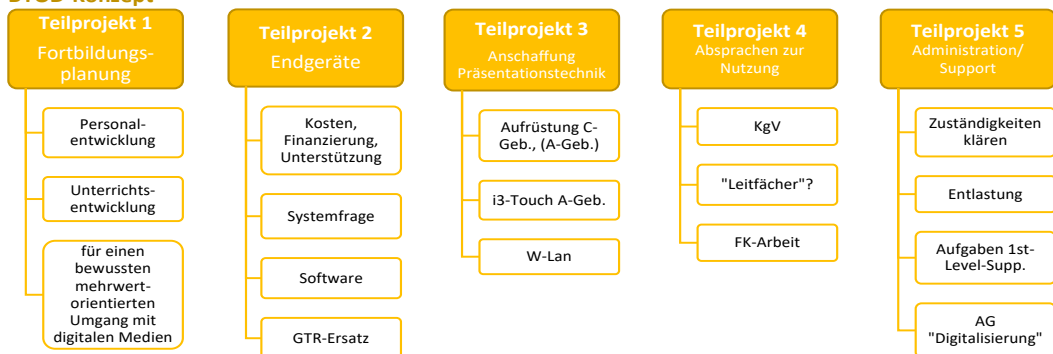 BYOD-Konzept
Teilprojekt 1
Fortbildungs-
planung
Personal-
entwicklung
Unterrichts-
entwicklung
für einen
bewussten
mehrwert-
orientierten
Umgang mit
digitalen Medien
Teilprojekt 2
Endgeräte
Kosten,
Finanzierung,
Unterstützung
Systemfrage
Software
GTR-Ersatz
Teilprojekt 3
Anschaffung
Präsentationstechnik
Aufrüstung C-
Geb., (A-Geb.)
i3-Touch A-Geb.
W-Lan
Teilprojekt 4
Absprachen zur
Nutzung
KgV
"Leitfächer"?
FK-Arbeit
Teilprojekt 5
Administration/
Support
Zuständigkeiten
klären
Entlastung
Aufgaben 1st-
Level-Supp.
AG
"Digitalisierung"